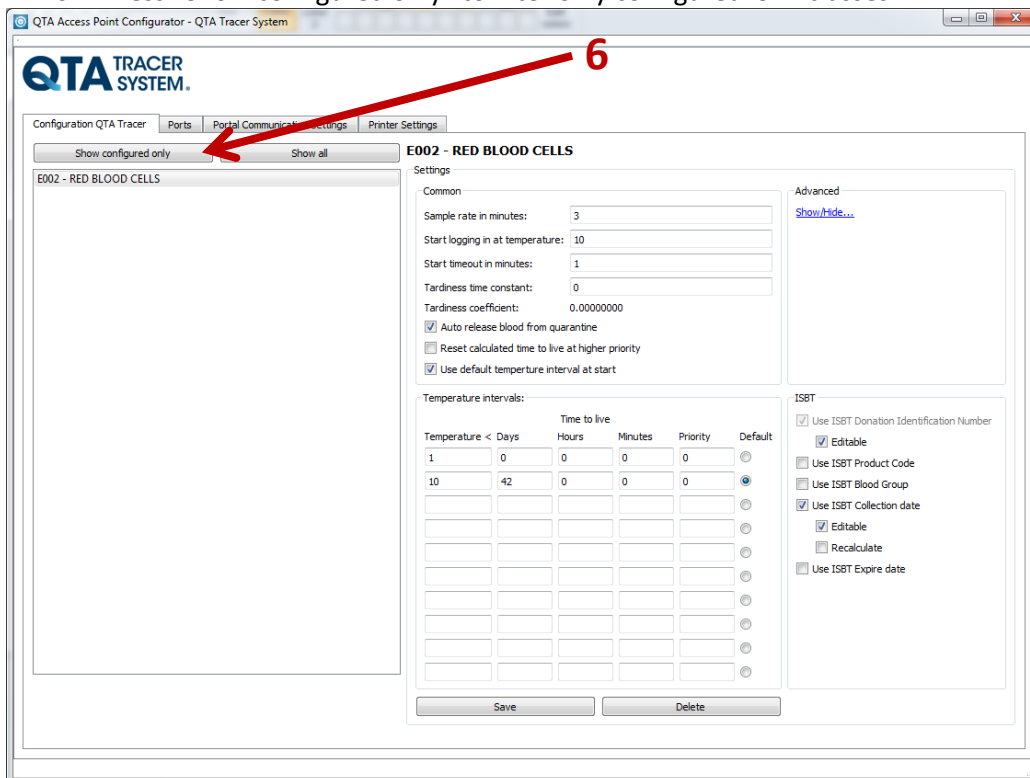 QTA Access Point Configurator - QTA Tracer System
6
QTA TRACER SYSTEM.
Configuration QTA Tracer Ports Portal Communication Settings Printer Settings
Show configured only Show all
E002 - RED BLOOD CELLS
E002 - RED BLOOD CELLS
Settings
Common
Sample rate in minutes: 3
Start logging in at temperature: 10
Start timeout in minutes: 1
Tardiness time constant: 0
Tardiness coefficient: 0.00000000
Auto release blood from quarantine
Reset calculated time to live at higher priority
Use default temperture interval at start
Advanced
Show/Hide...
Temperature intervals:
Time to live
Temperature < Days Hours Minutes Priority Default
1 0 0 0 0
10 42 0 0 0
ISBT
Use ISBT Donation Identification Number
Editable
Use ISBT Product Code
Use ISBT Blood Group
Use ISBT Collection date
Editable
Recalculate
Use ISBT Expire date
Save Delete